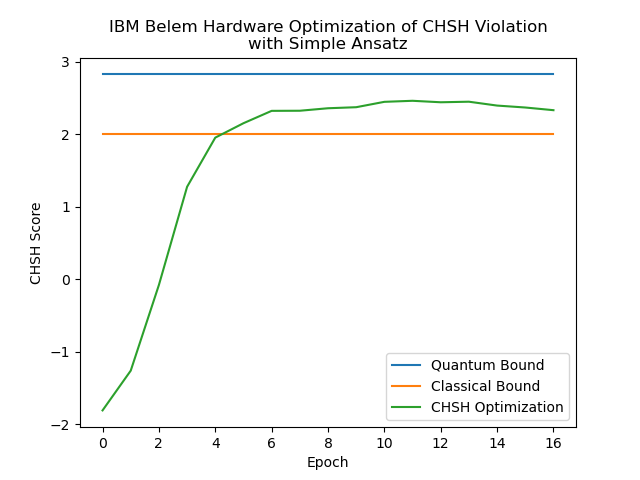 IBM Belem Hardware Optimization of CHSH Violation
with Simple Ansatz
CHSH Score
3
2
1
0
−1
−2
0 2 4 6 8 10 12 14 16
Epoch
Quantum Bound
Classical Bound
CHSH Optimization